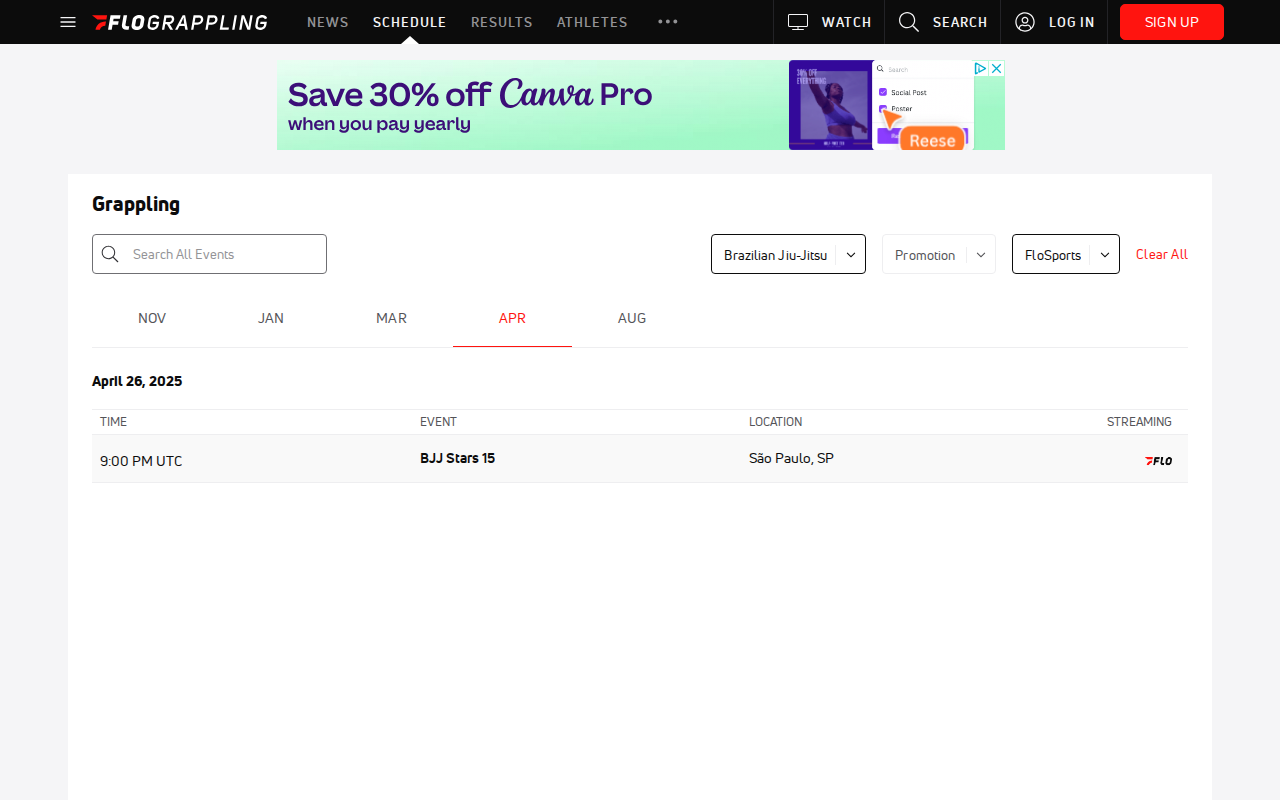 FLOGRAPPLING NEWS SCHEDULE RESULTS ATHLETES WATCH SEARCH LOG IN SIGN UP
Save 30% off Canva Pro
when you pay yearly
30% OFF
EVERYTHING
Search
Social Post
Poster
Reese
Grappling
Search All Events Brazilian Jiu-Jitsu Promotion FloSports Clear All
NOV JAN MAR APR AUG
April 26, 2025
TIME EVENT LOCATION STREAMING
9:00 PM UTC BJJ Stars 15 São Paulo, SP FLO